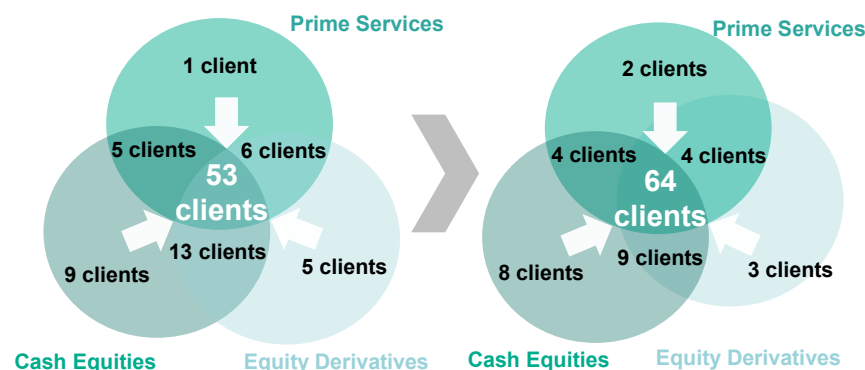 Prime Services
1 client
5 clients
6 clients
53
clients
13 clients
9 clients
5 clients
Cash Equities
Equity Derivatives
Prime Services
2 clients
4 clients
4 clients
64
clients
9 clients
8 clients
3 clients
Cash Equities
Equity Derivatives